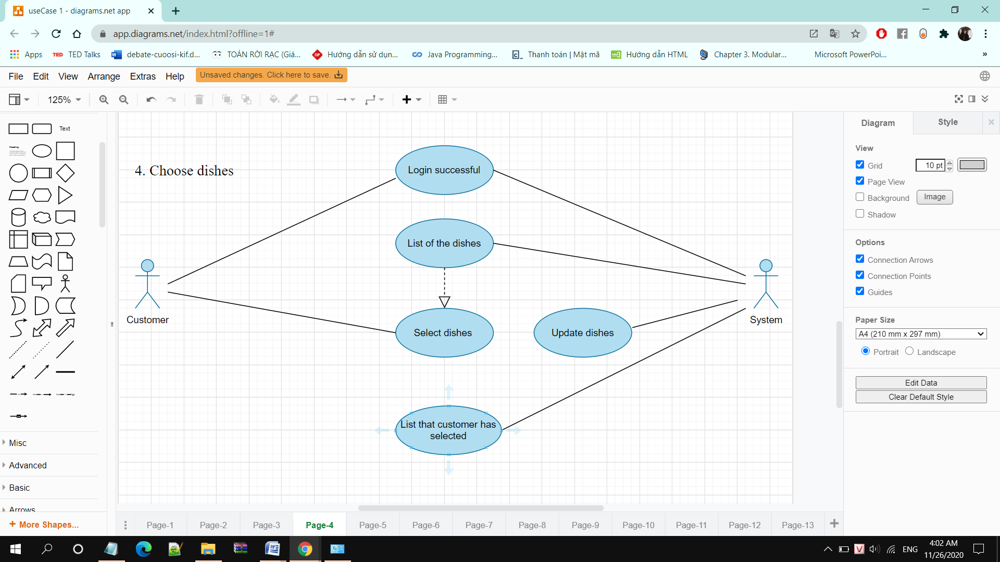 useCase 1 - diagrams.net app
app.diagrams.net/index.html?offline=1#
Apps TED TED Talks debate-cuoosi-kif.d... TOÁN RỜI RẠC (Giá... Hướng dẫn sử dụn... Java Programming... Thanh toán | Mật mã Hướng dẫn HTML Chapter 3. Modular... Microsoft PowerPoi... »
File Edit View Arrange Extras Help Unsaved changes. Click here to save.
125%
Text
Heading
4. Choose dishes
Login successful
List of the dishes
Customer
Select dishes
Update dishes
System
List that customer has
selected
Misc
Advanced
Basic
Arrows
+ More Shapes...
Diagram Style
View
Grid 10 pt
Page View
Background Image
Shadow
Options
Connection Arrows
Connection Points
Guides
Paper Size
A4 (210 mm x 297 mm)
Portrait Landscape
Edit Data
Clear Default Style
Page-1 Page-2 Page-3 Page-4 Page-5 Page-6 Page-7 Page-8 Page-9 Page-10 Page-11 Page-12 Page-13
ENG
4:02 AM
11/26/2020